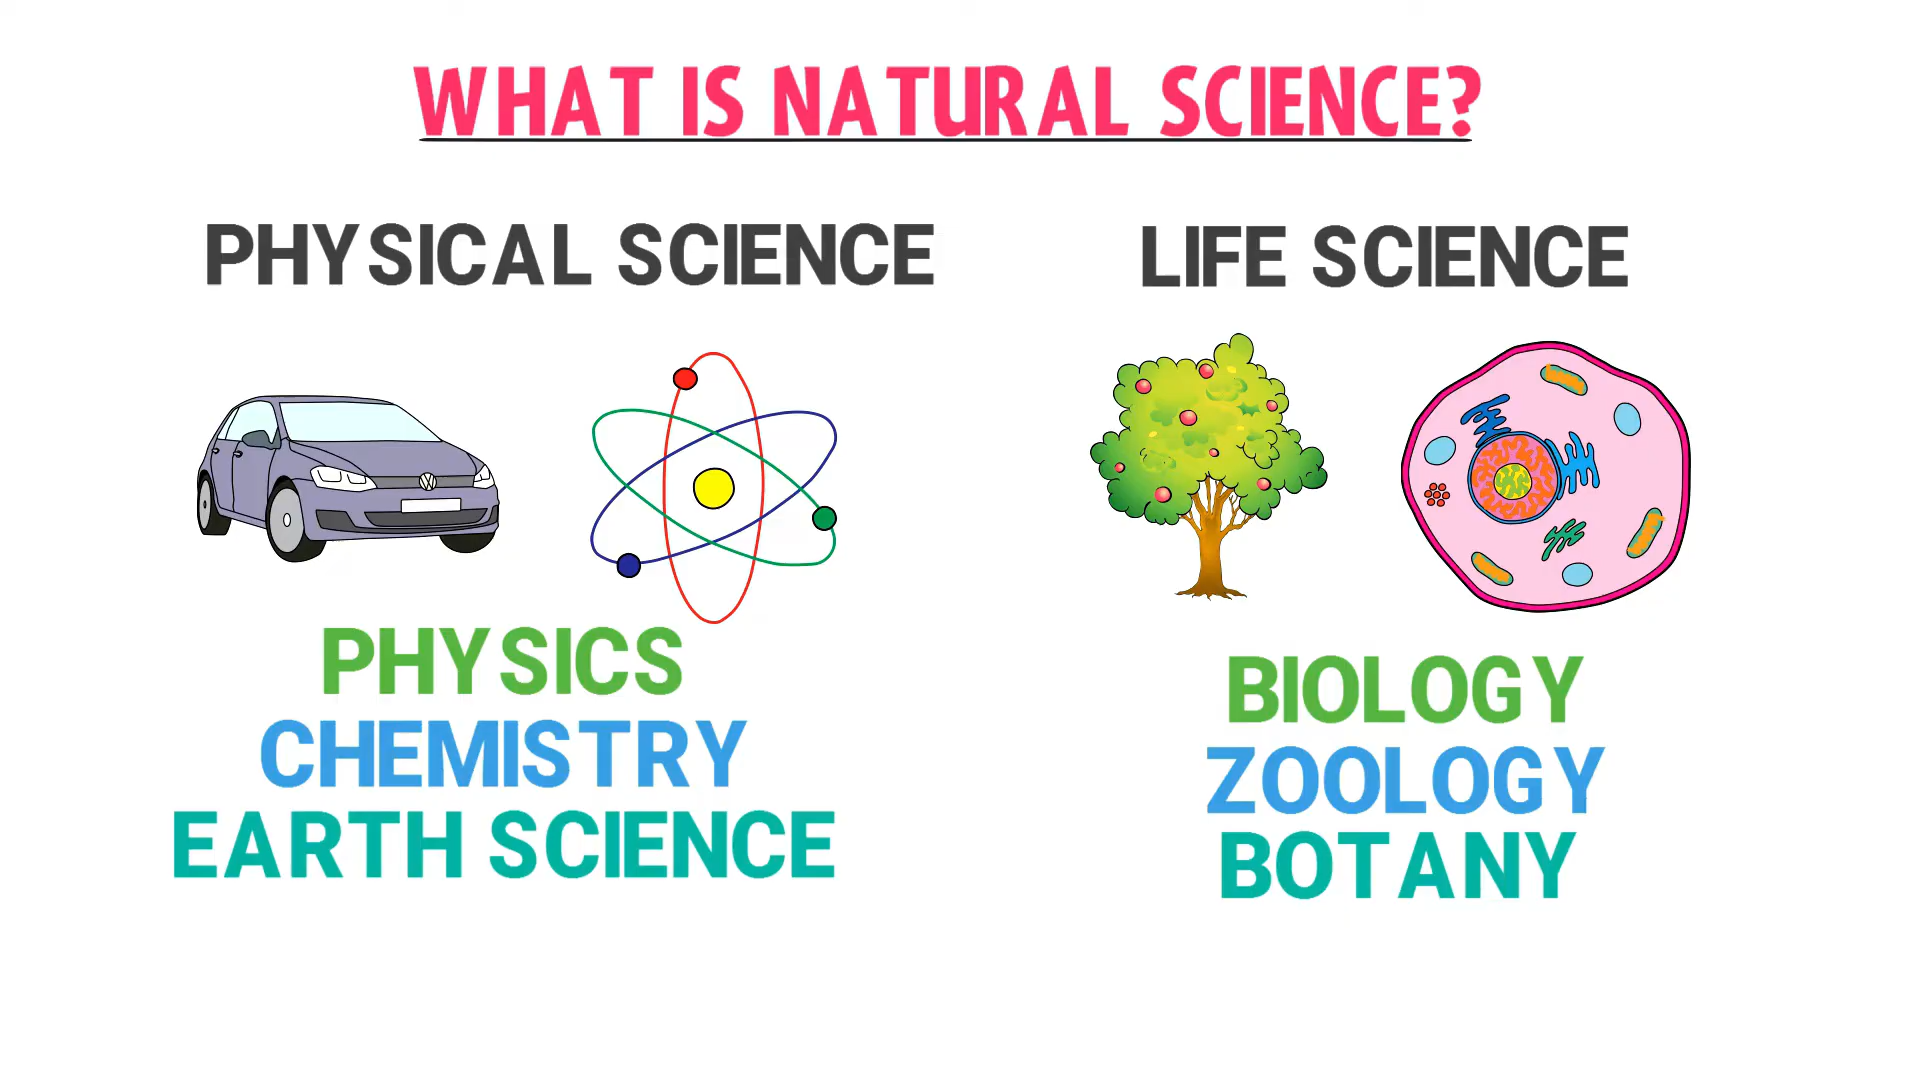 WHAT IS NATURAL SCIENCE?
PHYSICAL SCIENCE
PHYSICS
CHEMISTRY
EARTH SCIENCE
LIFE SCIENCE
BIOLOGY
ZOOLOGY
BOTANY